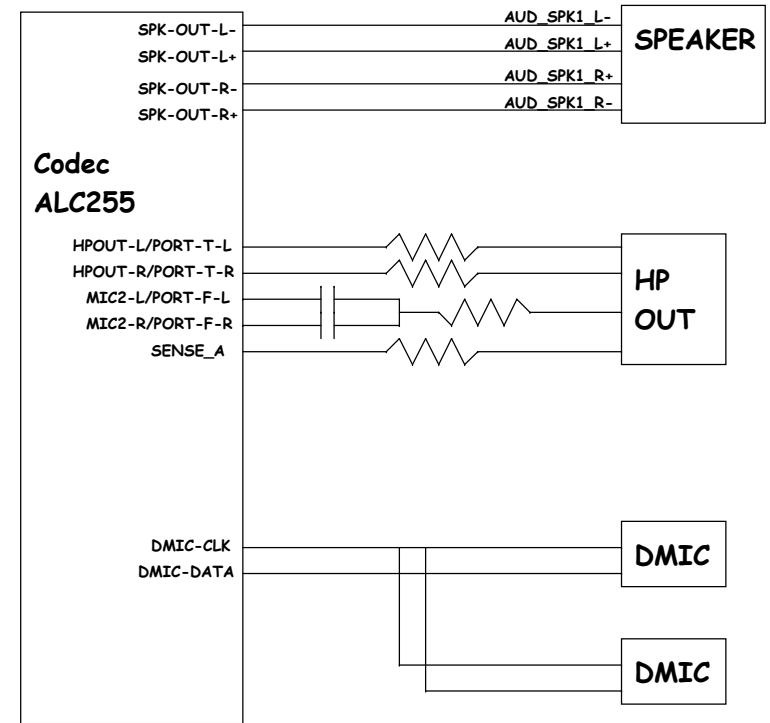 SPK-OUT-L-
SPK-OUT-L+
SPK-OUT-R-
SPK-OUT-R+
AUD_SPK1_L-
AUD_SPK1_L+
AUD_SPK1_R+
AUD_SPK1_R-
SPEAKER
Codec
ALC255
HPOUT-L/PORT-T-L
HPOUT-R/PORT-T-R
MIC2-L/PORT-F-L
MIC2-R/PORT-F-R
SENSE_A
HP
OUT
DMIC-CLK
DMIC-DATA
DMIC
DMIC